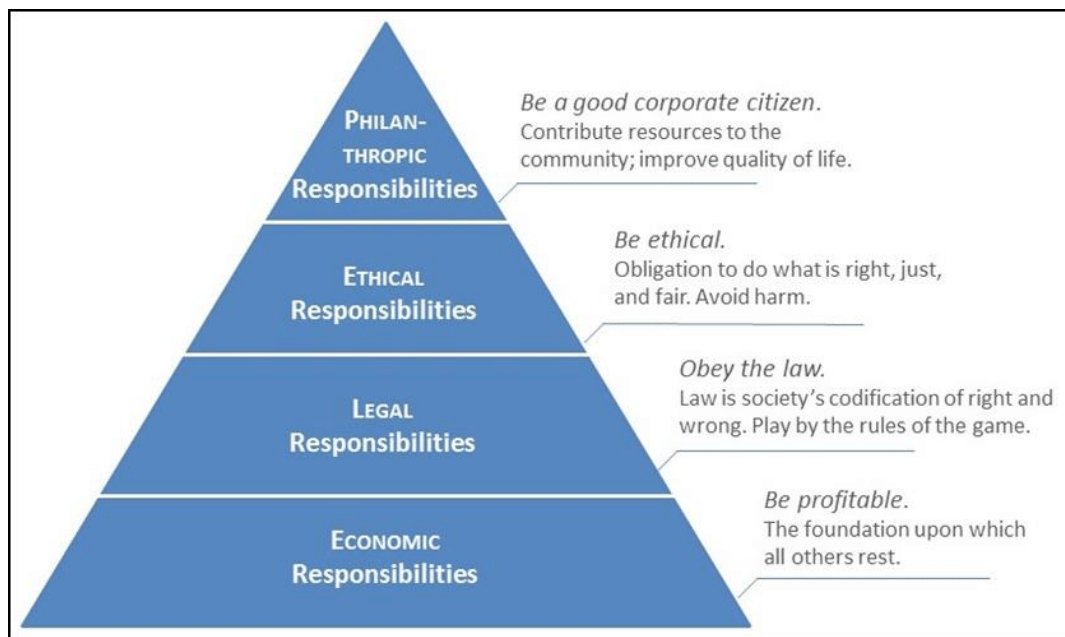 PHILAN-
THROPIC
Responsibilities
Be a good corporate citizen.
Contribute resources to the
community; improve quality of life.
ETHICAL
Responsibilities
Be ethical.
Obligation to do what is right, just,
and fair. Avoid harm.
LEGAL
Responsibilities
Obey the law.
Law is society’s codification of right and
wrong. Play by the rules of the game.
ECONOMIC
Responsibilities
Be profitable.
The foundation upon which
all others rest.